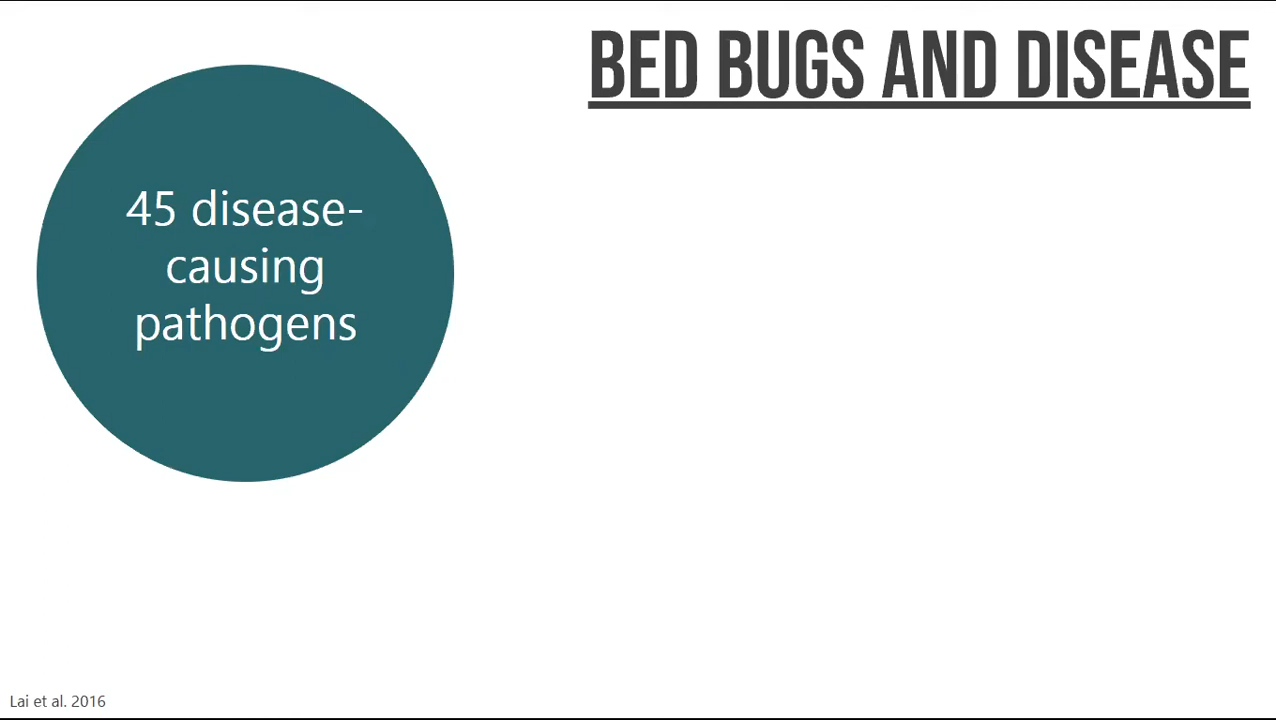 BED BUGS AND DISEASE
45 disease-
causing
pathogens
Lai et al. 2016